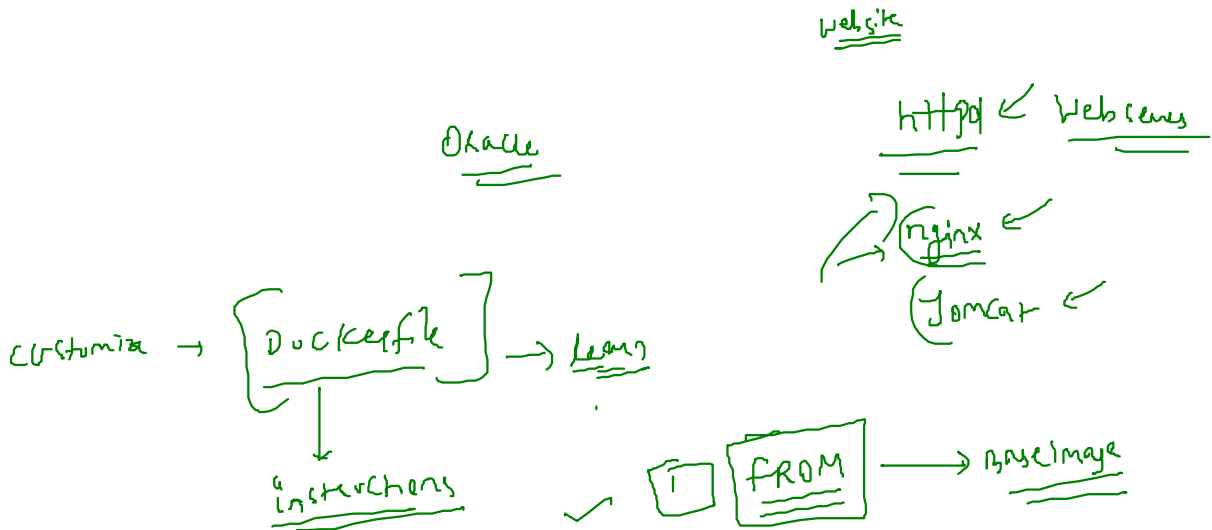 Website
httpd Webservers
Oracle
nginx
Tomcat
customize → Dockerfile → learn
instructions
1 FROM → Baseimage